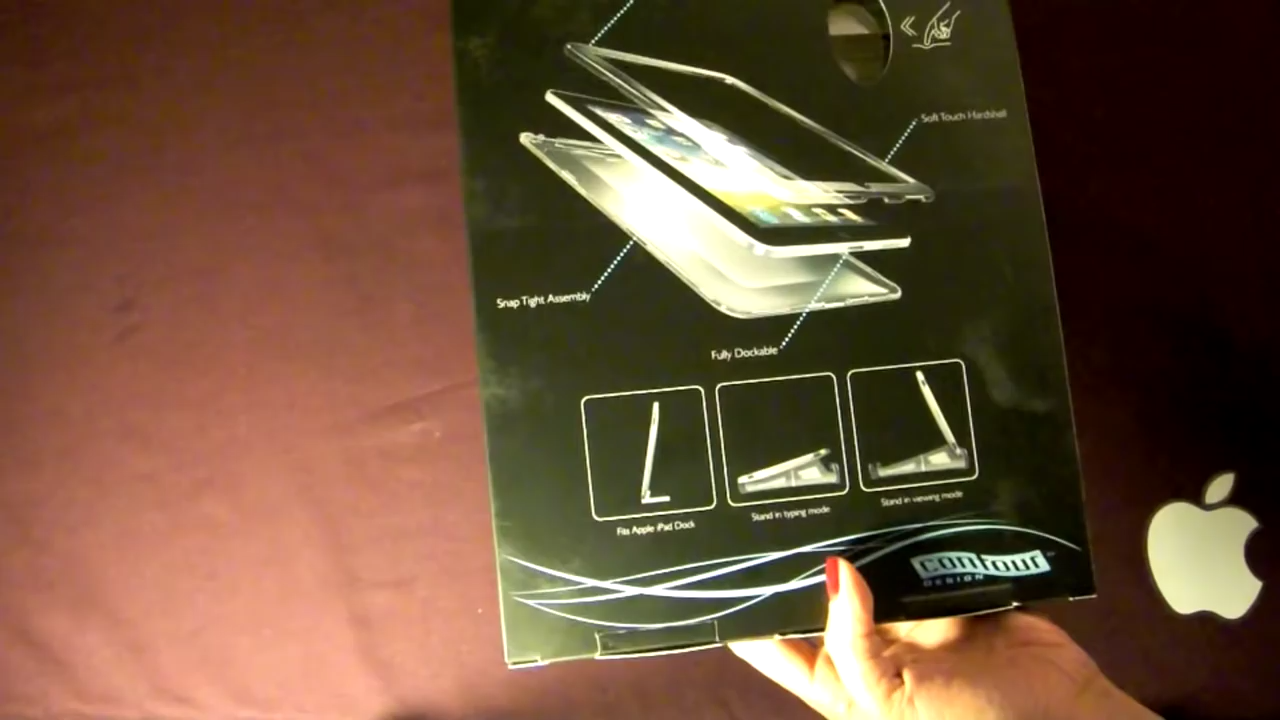 Soft Touch Hardshell
Snap Tight Assembly
Fully Dockable
Fits Apple iPad Dock
Stand in typing mode
Stand in viewing mode
contour
DESIGN